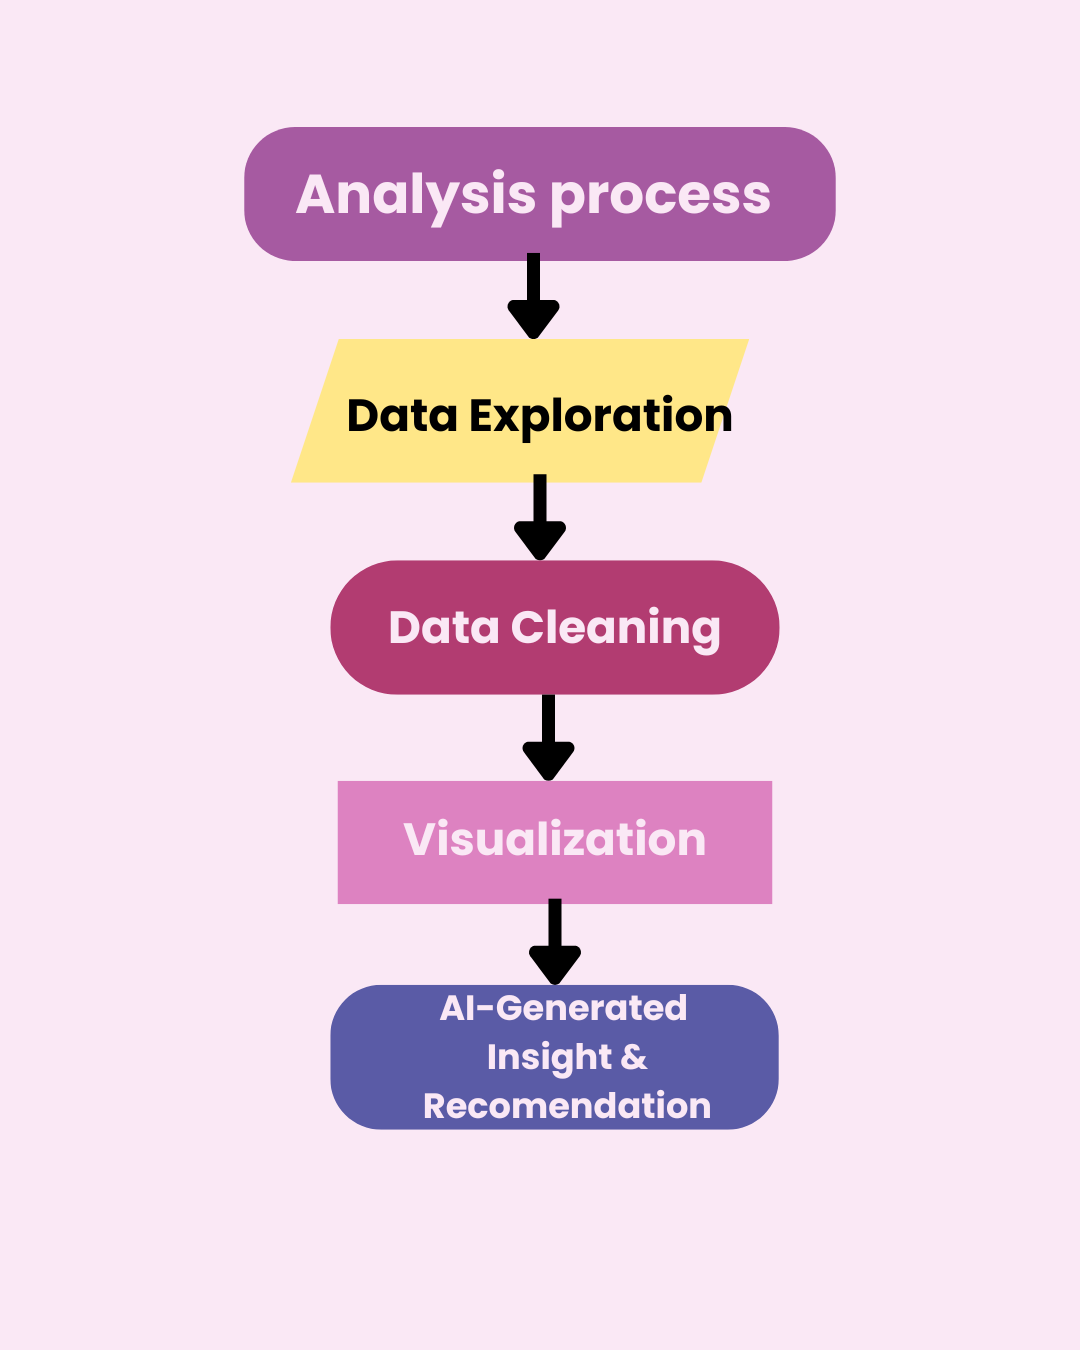 Analysis process
Data Exploration
Data Cleaning
Visualization
AI-Generated
Insight &
Recomendation